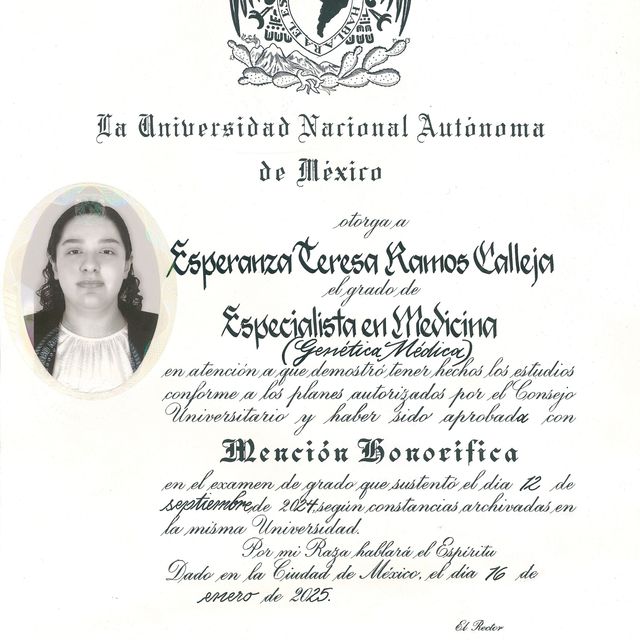 HABLARA EL ES
La Universidad Nacional Autónoma
de México
otorga a
Esperanza Teresa Ramos Calleja
el grado de
Especialista en Medicina
(Genética Médica)
en atención a que demostró tener hechos los estudios
conforme a los planes autorizados por el Consejo
Universitario y haber sido aprobada con
Mención Honorífica
en el examen de grado que sustentó el día 12 de
septiembre de 2024, según constancias archivadas en
la misma Universidad.
Por mi Raza hablará el Espíritu
Dado en la Ciudad de México, el día 16 de
enero de 2025.
El Rector